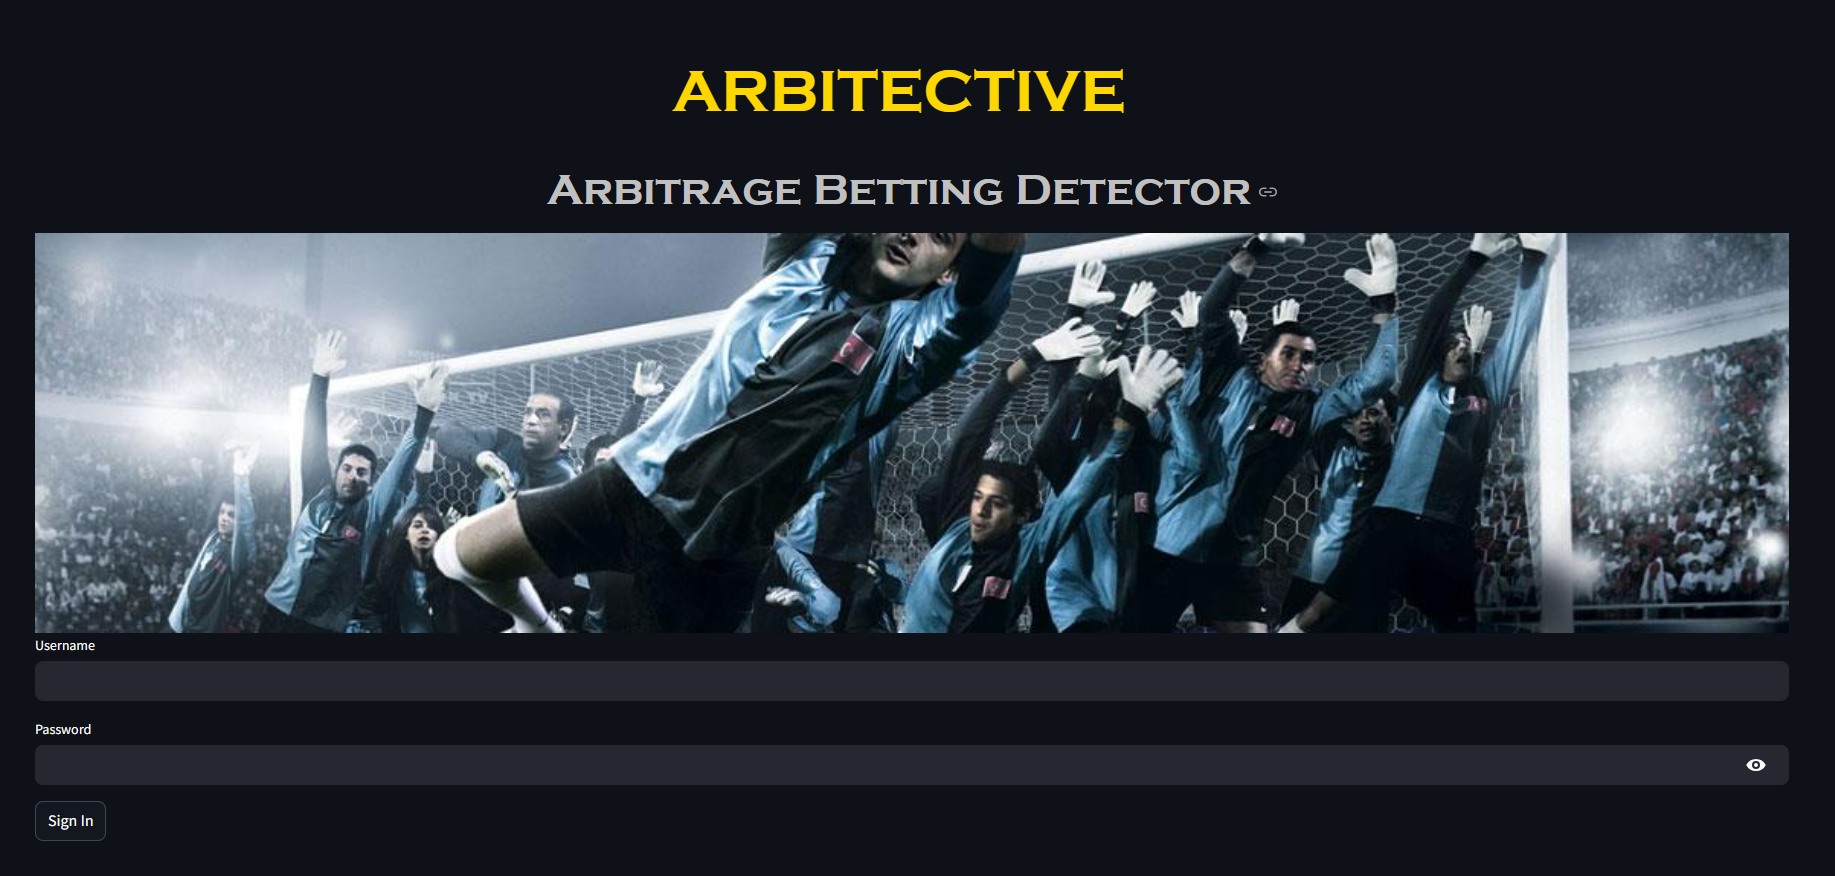 ARBITECTIVE
Arbitrage Betting Detector
Username
Password
Sign In